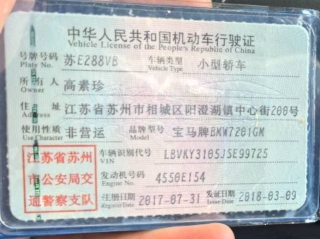 中华人民共和国机动车行驶证
Vehicle License of the People's Republic of China
号牌号码 苏E288VB 车辆类型 小型轿车
Plate No. Vehicle Type
所有人 高素珍
Owner
住址 江苏省苏州市相城区阳澄湖镇中心街200号
Address
使用性质 非营运 品牌型号 宝马牌BMW7201GK
Use Character Model
江苏省苏州市公安局交通警察支队
车辆识别代号 LBVKY3105JSE99725
VIN
发动机号码 4550E154
Engine No.
注册日期 2017-07-31 发证日期 2018-03-09
Register Date Issue Date